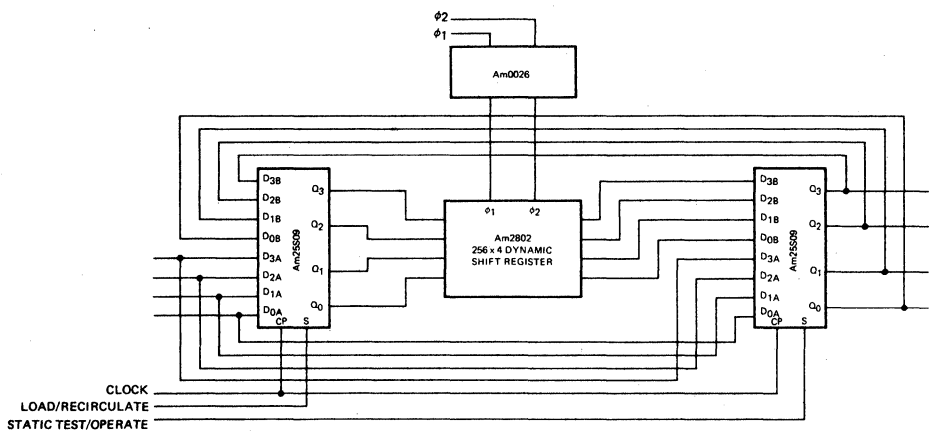 ϕ2
ϕ1
Am0026
D3B
D2B
D1B
D0B
D3A
D2A
D1A
D0A
Am25S09
Q3
Q2
Q1
Q0
CP
S
ϕ1
ϕ2
Am2802
256 x 4 DYNAMIC
SHIFT REGISTER
D3B
D2B
D1B
D0B
D3A
D2A
D1A
D0A
Am25S09
Q3
Q2
Q1
Q0
CP
S
CLOCK
LOAD/RECIRCULATE
STATIC TEST/OPERATE